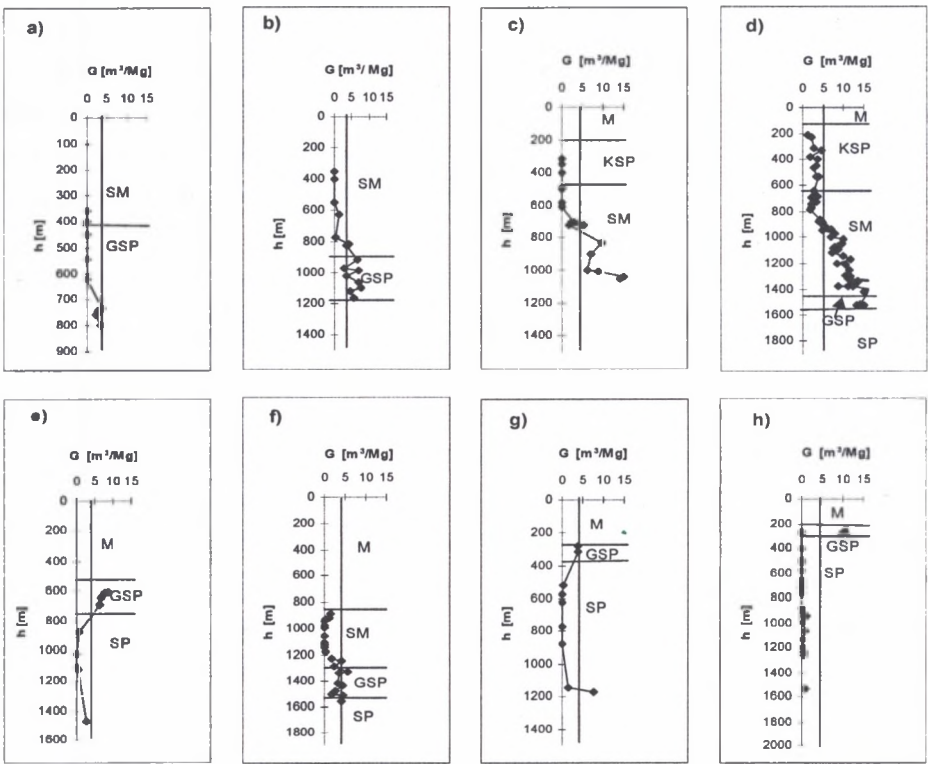 a)
G [m³/Mg]
0 5 10 15
0
100
200
300
400
500
600
700
800
900
h [m]
SM
GSP
b)
G [m³/ Mg]
0 5 10 15
0
200
400
600
800
1000
1200
1400
h [m]
SM
GSP
c)
G [m³/Mg]
0 5 10 15
0
200
400
600
800
1000
1200
1400
h [m]
M
KSP
SM
d)
G [m³/Mg]
0 5 10 15
0
200
400
600
800
1000
1200
1400
1600
1800
h [m]
M
KSP
SM
GSP
SP
e)
G [m³/Mg]
0 5 10 15
0
200
400
600
800
1000
1200
1400
1600
h [m]
M
GSP
SP
f)
G [m³/Mg]
0 5 10 15
0
200
400
600
800
1000
1200
1400
1600
1800
h [m]
M
SM
GSP
SP
g)
G [m³/Mg]
0 5 10 15
0
200
400
600
800
1000
1200
1400
h [m]
M
GSP
SP
h)
G [m³/Mg]
0 5 10 15
0
200
400
600
800
1000
1200
1400
1600
2000
h [m]
M
GSP
SP